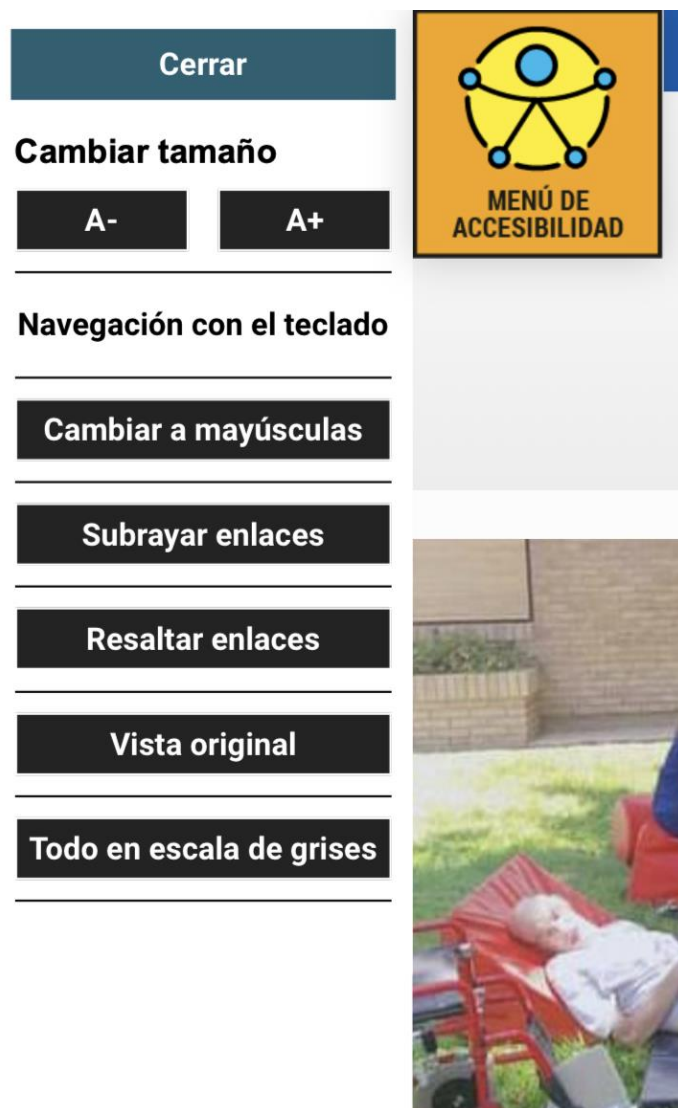 Cerrar
Cambiar tamaño
A-
A+
Navegación con el teclado
Cambiar a mayúsculas
Subrayar enlaces
Resaltar enlaces
Vista original
Todo en escala de grises
MENÚ DE
ACCESIBILIDAD